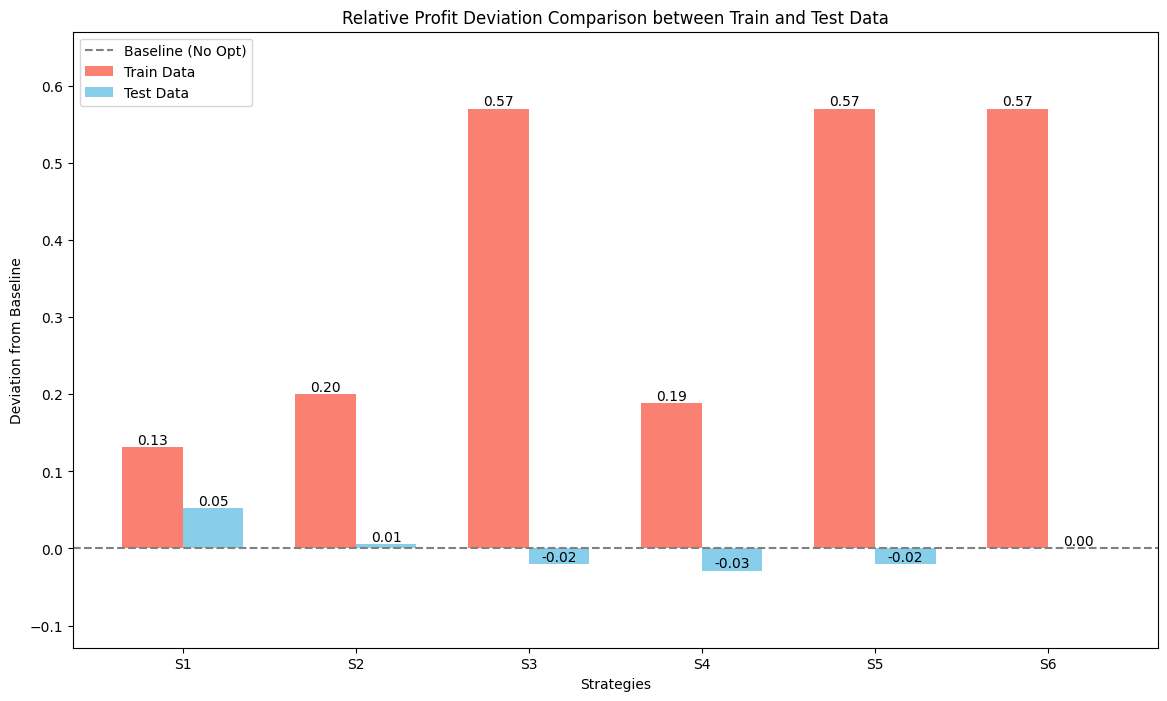 Relative Profit Deviation Comparison between Train and Test Data
Baseline (No Opt)
Train Data
Test Data
Deviation from Baseline
0.6
0.5
0.4
0.3
0.2
0.1
0.0
−0.1
0.13
0.05
0.20
0.01
0.57
-0.02
0.19
-0.03
0.57
-0.02
0.57
0.00
S1
S2
S3
S4
S5
S6
Strategies